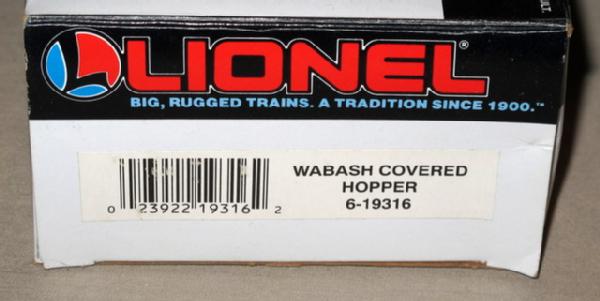 LIONEL®
BIG, RUGGED TRAINS. A TRADITION SINCE 1900.™
WABASH COVERED
HOPPER
6-19316
0 23922 19316 2